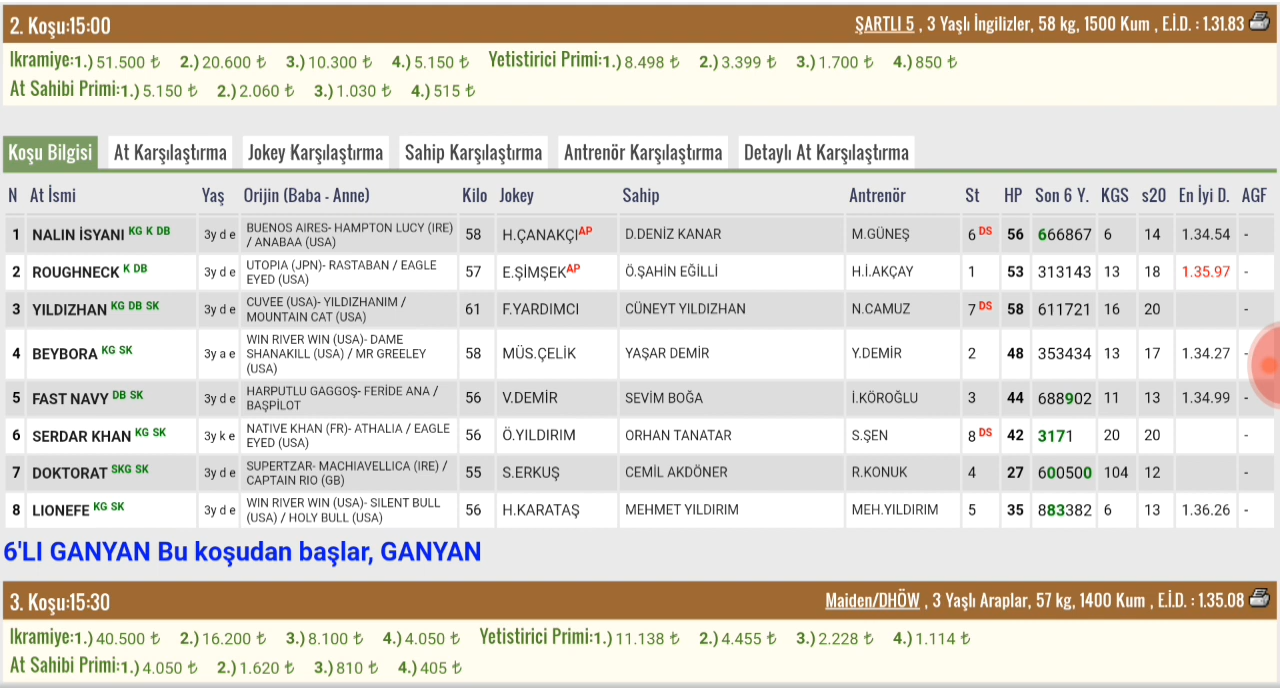 2. Koşu:15:00 ŞARTLI 5 , 3 Yaşlı İngilizler, 58 kg, 1500 Kum , E.İ.D. : 1.31.83
Ikramiye:1.) 51.500 ₺ 2.) 20.600 ₺ 3.) 10.300 ₺ 4.) 5.150 ₺ Yetistirici Primi:1.) 8.498 ₺ 2.) 3.399 ₺ 3.) 1.700 ₺ 4.) 850 ₺
At Sahibi Primi:1.) 5.150 ₺ 2.) 2.060 ₺ 3.) 1.030 ₺ 4.) 515 ₺
Koşu Bilgisi At Karşılaştırma Jokey Karşılaştırma Sahip Karşılaştırma Antrenör Karşılaştırma Detaylı At Karşılaştırma
N At İsmi Yaş Orijin (Baba - Anne) Kilo Jokey Sahip Antrenör St HP Son 6 Y. KGS s20 En İyi D. AGF
1 NALIN İSYANI KG K DB 3y d e BUENOS AIRES- HAMPTON LUCY (IRE) / ANABAA (USA) 58 H.ÇANAKÇI AP D.DENİZ KANAR M.GÜNEŞ 6 DS 56 666867 6 14 1.34.54 -
2 ROUGHNECK K DB 3y d e UTOPIA (JPN)- RASTABAN / EAGLE EYED (USA) 57 E.ŞİMŞEK AP Ö.ŞAHİN EĞİLLİ H.İ.AKÇAY 1 53 313143 13 18 1.35.97 -
3 YILDIZHAN KG DB SK 3y d e CUVEE (USA)- YILDIZHANIM / MOUNTAIN CAT (USA) 61 F.YARDIMCI CÜNEYT YILDIZHAN N.CAMUZ 7 DS 58 611721 16 20 -
4 BEYBORA KG SK 3y a e WIN RIVER WIN (USA)- DAME SHANAKILL (USA) / MR GREELEY (USA) 58 MÜS.ÇELİK YAŞAR DEMİR Y.DEMİR 2 48 353434 13 17 1.34.27 -
5 FAST NAVY DB SK 3y d e HARPUTLU GAGGOŞ- FERİDE ANA / BAŞPİLOT 56 V.DEMİR SEVİM BOĞA İ.KÖROĞLU 3 44 688902 11 13 1.34.99 -
6 SERDAR KHAN KG SK 3y k e NATIVE KHAN (FR)- ATHALIA / EAGLE EYED (USA) 56 Ö.YILDIRIM ORHAN TANATAR S.ŞEN 8 DS 42 3171 20 20 -
7 DOKTORAT SKG SK 3y d e SUPERTZAR- MACHIAVELLICA (IRE) / CAPTAIN RIO (GB) 55 S.ERKUŞ CEMİL AKDÖNER R.KONUK 4 27 600500 104 12 -
8 LIONEFE KG SK 3y d e WIN RIVER WIN (USA)- SILENT BULL (USA) / HOLY BULL (USA) 56 H.KARATAŞ MEHMET YILDIRIM MEH.YILDIRIM 5 35 883382 6 13 1.36.26 -
6'LI GANYAN Bu koşudan başlar, GANYAN
3. Koşu:15:30 Maiden/DHÖW , 3 Yaşlı Araplar, 57 kg, 1400 Kum , E.İ.D. : 1.35.08
Ikramiye:1.) 40.500 ₺ 2.) 16.200 ₺ 3.) 8.100 ₺ 4.) 4.050 ₺ Yetistirici Primi:1.) 11.138 ₺ 2.) 4.455 ₺ 3.) 2.228 ₺ 4.) 1.114 ₺
At Sahibi Primi:1.) 4.050 ₺ 2.) 1.620 ₺ 3.) 810 ₺ 4.) 405 ₺